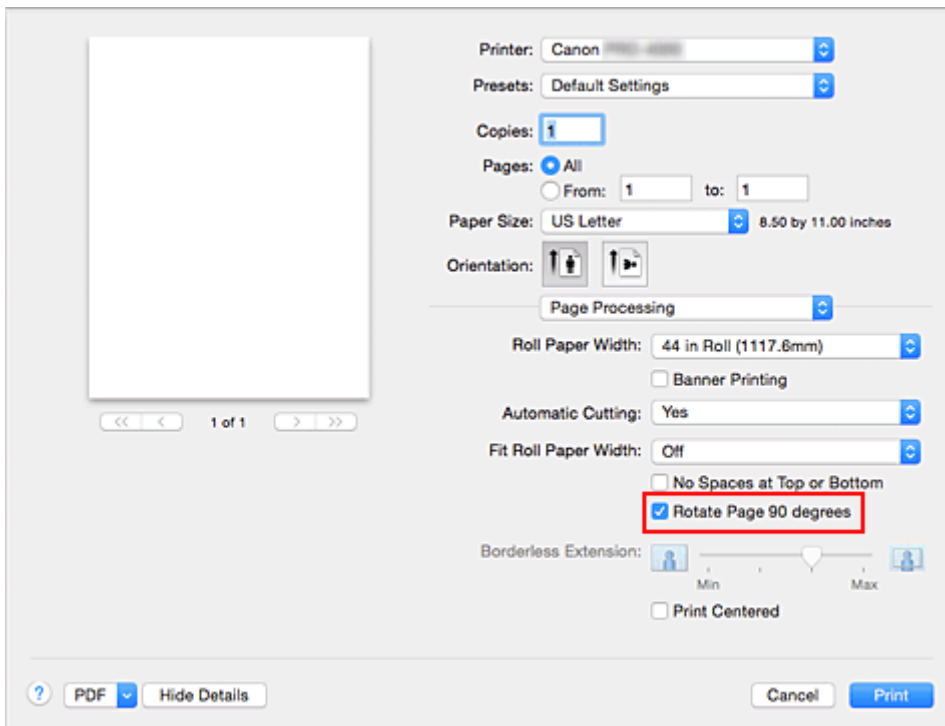 Printer: Canon
Presets: Default Settings
Copies: 1
Pages: All
From: 1 to: 1
Paper Size: US Letter 8.50 by 11.00 inches
Orientation:
Page Processing
Roll Paper Width: 44 in Roll (1117.6mm)
Banner Printing
<< < 1 of 1 > >>
Automatic Cutting: Yes
Fit Roll Paper Width: Off
No Spaces at Top or Bottom
Rotate Page 90 degrees
Borderless Extension:
Min Max
Print Centered
? PDF Hide Details Cancel Print